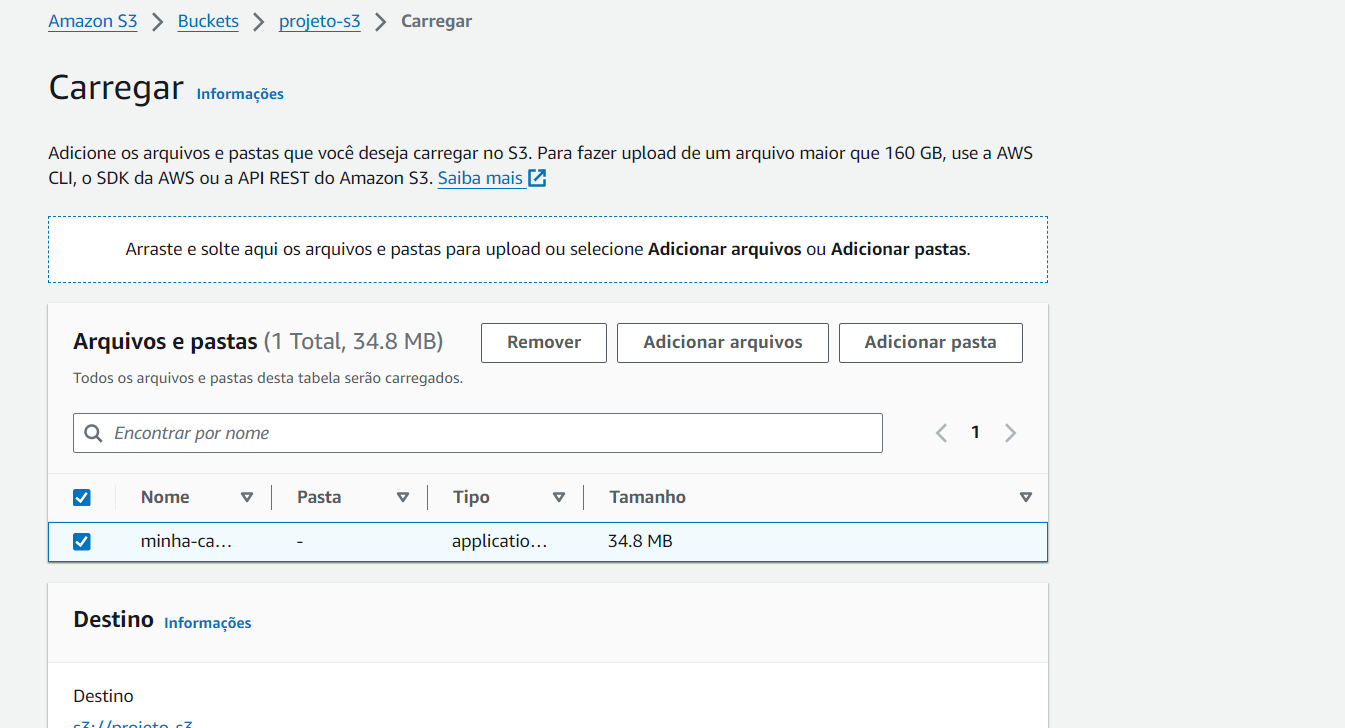 Amazon S3 > Buckets > projeto-s3 > Carregar
Carregar Informações
Adicione os arquivos e pastas que você deseja carregar no S3. Para fazer upload de um arquivo maior que 160 GB, use a AWS
CLI, o SDK da AWS ou a API REST do Amazon S3. Saiba mais
Arraste e solte aqui os arquivos e pastas para upload ou selecione Adicionar arquivos ou Adicionar pastas.
Arquivos e pastas (1 Total, 34.8 MB) Remover Adicionar arquivos Adicionar pasta
Todos os arquivos e pastas desta tabela serão carregados.
Encontrar por nome 1
Nome Pasta Tipo Tamanho
minha-ca... - applicatio... 34.8 MB
Destino Informações
Destino
s3://projeto-s3